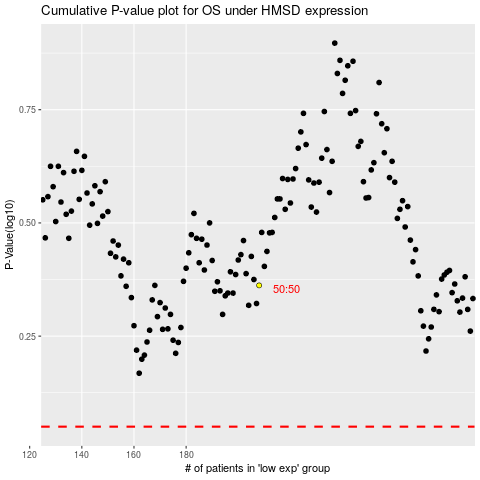 Cumulative P-value plot for OS under HMSD expression
P-Value(log10)
0.75
0.50
0.25
50:50
120 140 160 180
# of patients in 'low exp' group